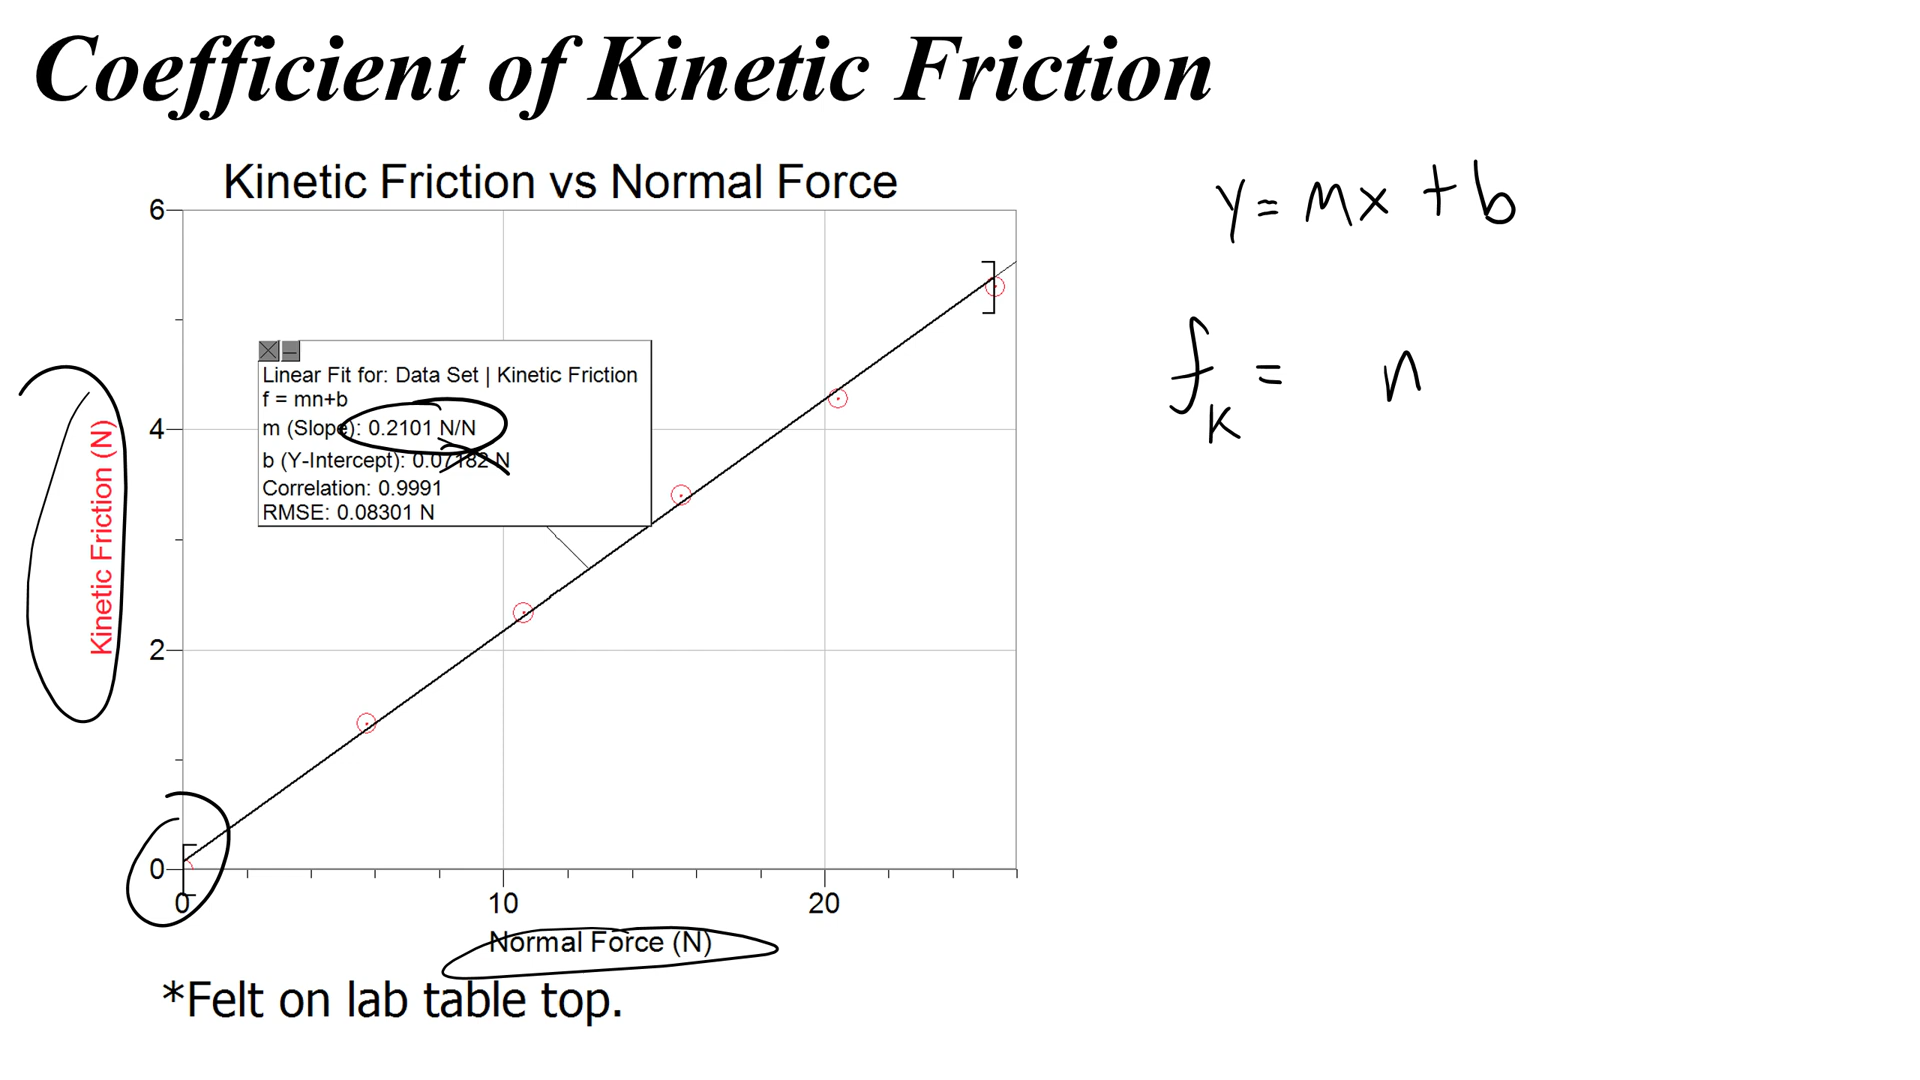 Coefficient of Kinetic Friction
Kinetic Friction vs Normal Force
y = mx + b
f_K = n
6
4
2
0
Kinetic Friction (N)
Linear Fit for: Data Set | Kinetic Friction
f = mn+b
m (Slope): 0.2101 N/N
b (Y-Intercept): 0.07182 N
Correlation: 0.9991
RMSE: 0.08301 N
0 10 20
Normal Force (N)
*Felt on lab table top.